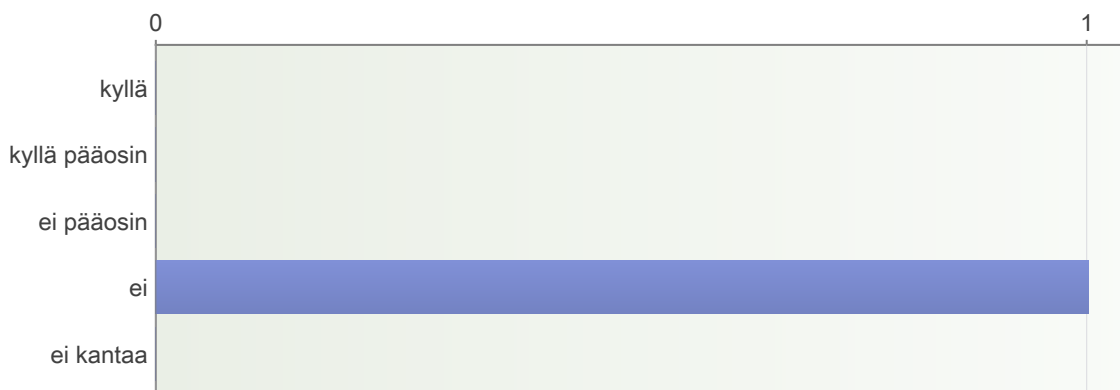 0 1
kyllä
kyllä pääosin
ei pääosin
ei
ei kantaa